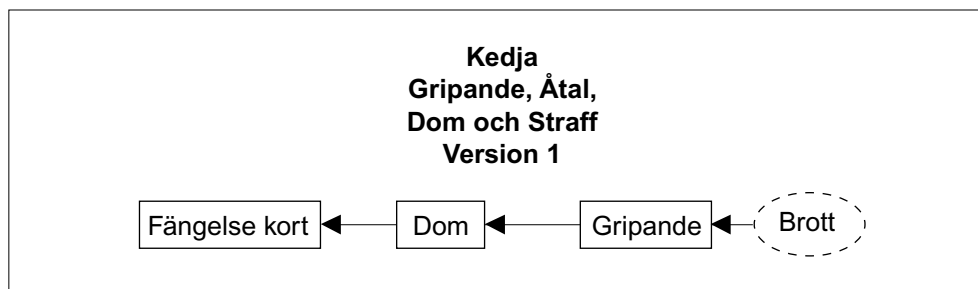 Kedja
Gripande, Åtal,
Dom och Straff
Version 1
Fängelse kort Dom Gripande Brott